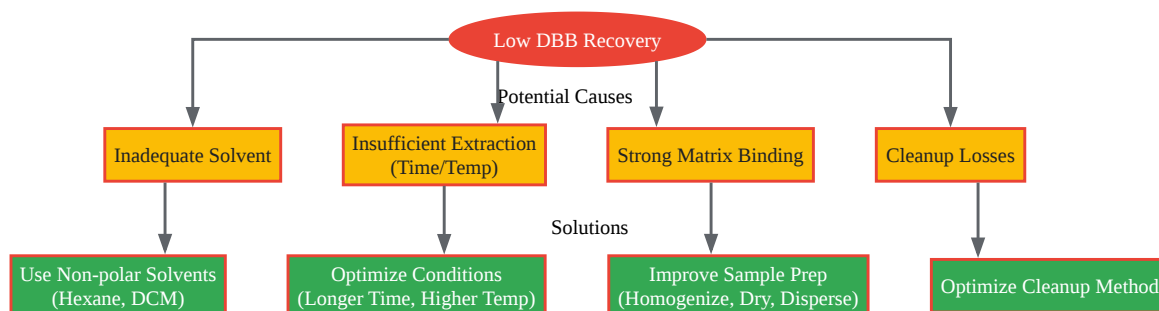 Low DBB Recovery
Potential Causes
Inadequate Solvent
Insufficient Extraction
(Time/Temp)
Strong Matrix Binding
Cleanup Losses
Solutions
Use Non-polar Solvents
(Hexane, DCM)
Optimize Conditions
(Longer Time, Higher Temp)
Improve Sample Prep
(Homogenize, Dry, Disperse)
Optimize Cleanup Method